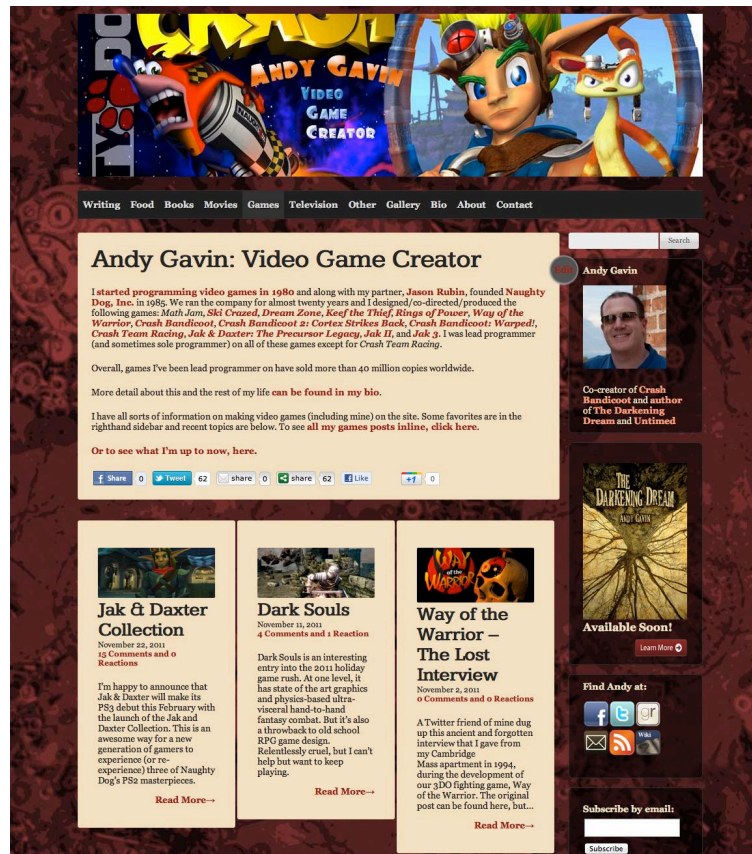 CRASH
ANDY GAVIN
VIDEO
GAME
CREATOR
Writing Food Books Movies Games Television Other Gallery Bio About Contact
Search
Andy Gavin: Video Game Creator
Edit
I started programming video games in 1980 and along with my partner, Jason Rubin, founded Naughty
Dog, Inc. in 1985. We ran the company for almost twenty years and I designed/co-directed/produced the
following games: Math Jam, Ski Crazed, Dream Zone, Keef the Thief, Rings of Power, Way of the
Warrior, Crash Bandicoot, Crash Bandicoot 2: Cortex Strikes Back, Crash Bandicoot: Warped!,
Crash Team Racing, Jak & Daxter: The Precursor Legacy, Jak II, and Jak 3. I was lead programmer
(and sometimes sole programmer) on all of these games except for Crash Team Racing.
Overall, games I've been lead programmer on have sold more than 40 million copies worldwide.
More detail about this and the rest of my life can be found in my bio.
I have all sorts of information on making video games (including mine) on the site. Some favorites are in the
righthand sidebar and recent topics are below. To see all my games posts inline, click here.
Or to see what I'm up to now, here.
Share 0 Tweet 62 share 0 share 62 Like +1 0
Andy Gavin
Co-creator of Crash
Bandicoot and author
of The Darkening
Dream and Untimed
THE
DARKENING DREAM
ANDY GAVIN
Available Soon!
Learn More
Find Andy at:
f t gr
Wiki
Subscribe by email:
Subscribe
Jak & Daxter
Collection
November 22, 2011
15 Comments and 0
Reactions
I'm happy to announce that
Jak & Daxter will make its
PS3 debut this February with
the launch of the Jak and
Daxter Collection. This is an
awesome way for a new
generation of gamers to
experience (or re-
experience) three of Naughty
Dog's PS2 masterpieces.
Read More→
Dark Souls
November 11, 2011
4 Comments and 1 Reaction
Dark Souls is an interesting
entry into the 2011 holiday
game rush. At one level, it
has state of the art graphics
and physics-based ultra-
visceral hand-to-hand
fantasy combat. But it's also
a throwback to old school
RPG game design.
Relentlessly cruel, but I can't
help but want to keep
playing.
Read More→
WAY
of the
WARRIOR
Way of the
Warrior –
The Lost
Interview
November 2, 2011
0 Comments and 0 Reactions
A Twitter friend of mine dug
up this ancient and forgotten
interview that I gave from
my Cambridge
Mass apartment in 1994,
during the development of
our 3DO fighting game, Way
of the Warrior. The original
post can be found here, but...
Read More→